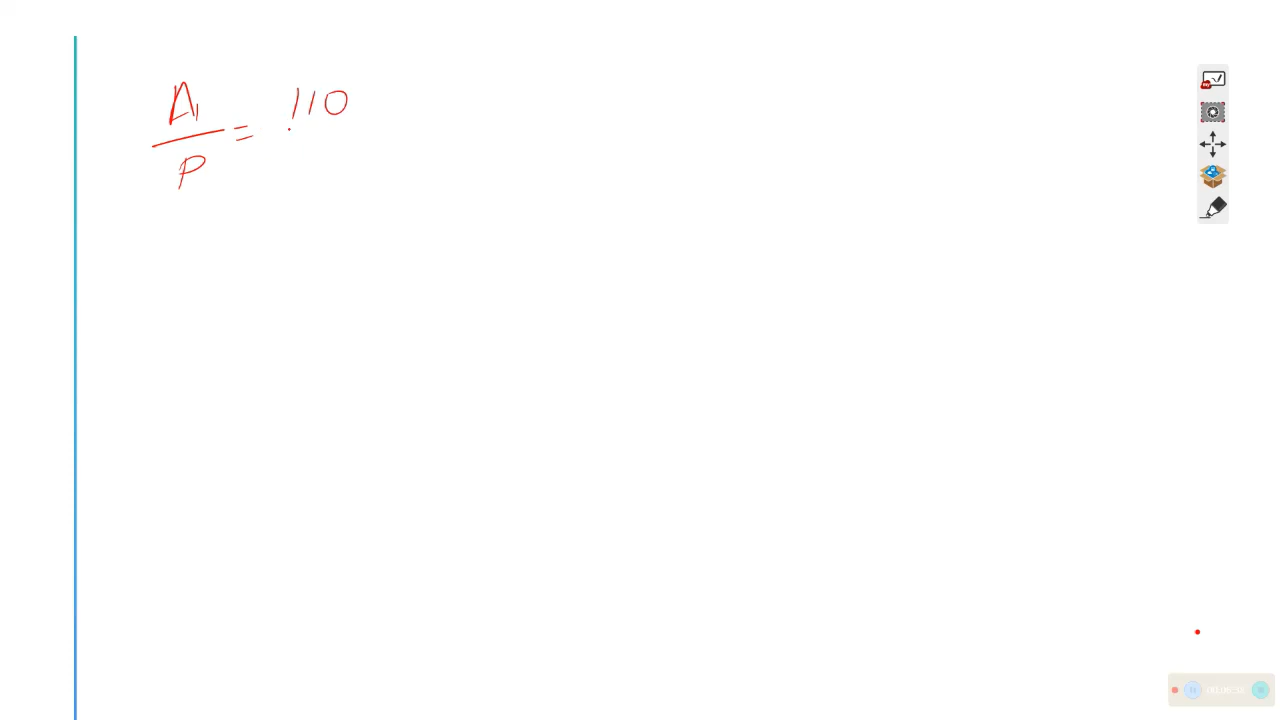 A
— = 110
P